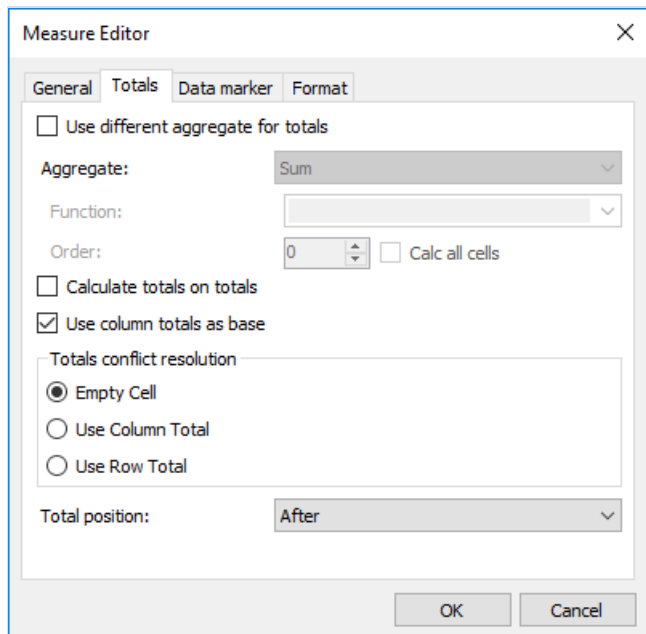 Measure Editor
General Totals Data marker Format
Use different aggregate for totals
Aggregate: Sum
Function:
Order: 0 Calc all cells
Calculate totals on totals
Use column totals as base
Totals conflict resolution
Empty Cell
Use Column Total
Use Row Total
Total position: After
OK Cancel